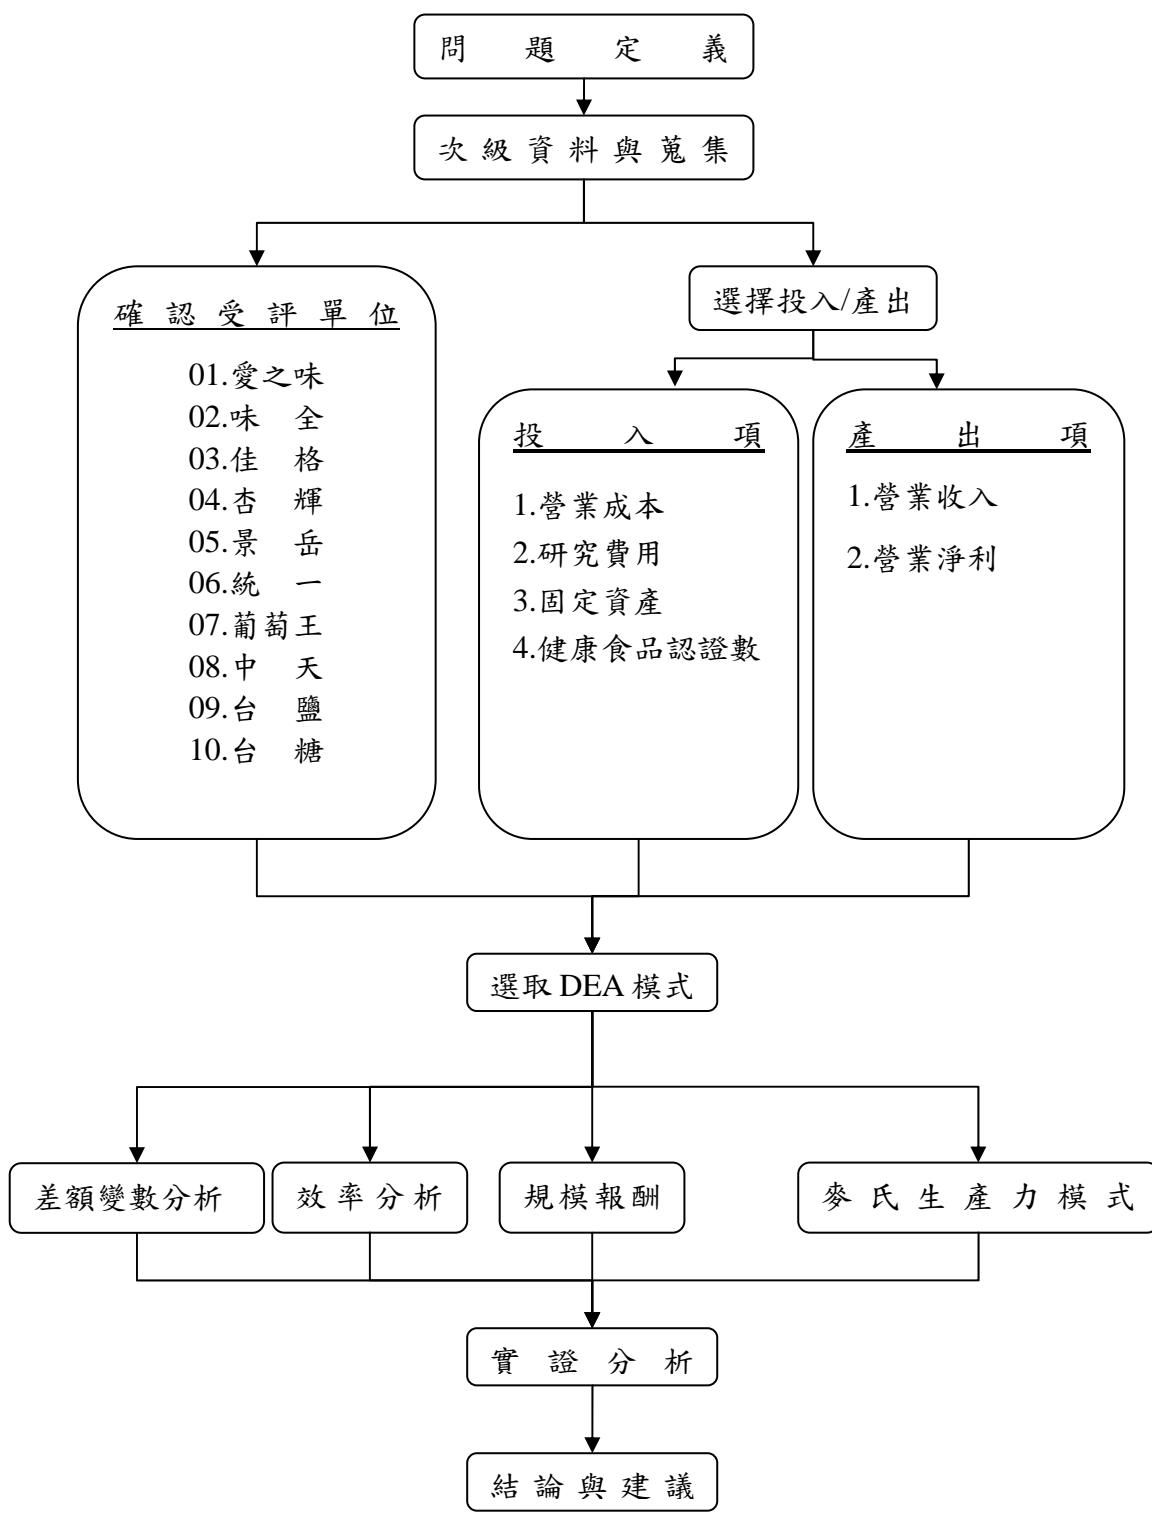 問題定義
次級資料與蒐集
確認受評單位
01.愛之味
02.味全
03.佳格
04.杏輝
05.景岳
06.統一
07.葡萄王
08.中天
09.台鹽
10.台糖
選擇投入/產出
投入項
1.營業成本
2.研究費用
3.固定資產
4.健康食品認證數
產出項
1.營業收入
2.營業淨利
選取 DEA 模式
差額變數分析
效率分析
規模報酬
麥氏生產力模式
實證分析
結論與建議